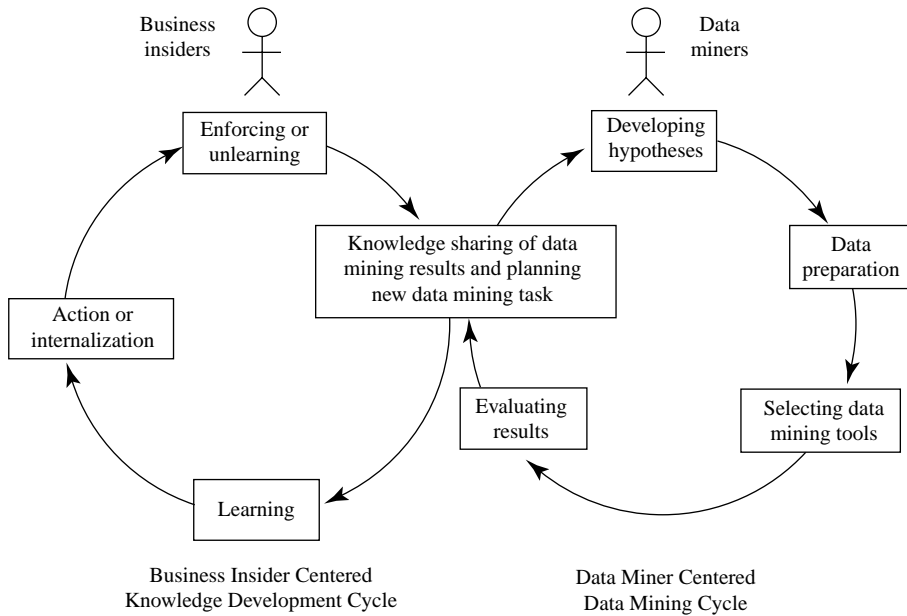 Business
insiders
Data
miners
Enforcing or
unlearning
Developing
hypotheses
Knowledge sharing of data
mining results and planning
new data mining task
Data
preparation
Action or
internalization
Evaluating
results
Selecting data
mining tools
Learning
Business Insider Centered
Knowledge Development Cycle
Data Miner Centered
Data Mining Cycle